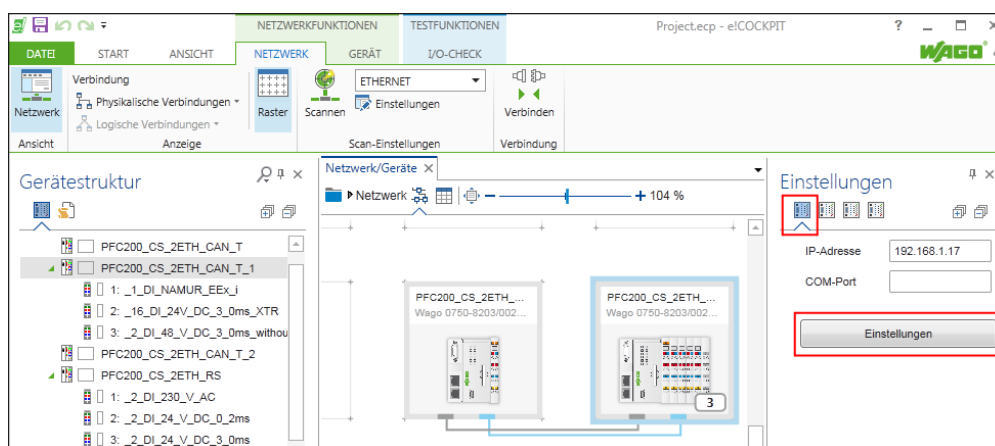 NETZWERKFUNKTIONEN TESTFUNKTIONEN Project.ecp - e!COCKPIT ?
DATEI START ANSICHT NETZWERK GERÄT I/O-CHECK WAGO
Verbindung ETHERNET
Physikalische Verbindungen
Logische Verbindungen
Einstellungen
Netzwerk Raster Scannen Verbinden
Ansicht Anzeige Scan-Einstellungen Verbindung
Gerätestruktur
PFC200_CS_2ETH_CAN_T
PFC200_CS_2ETH_CAN_T_1
1: _1_DI_NAMUR_EEx_i
2: _16_DI_24V_DC_3_0ms_XTR
3: _2_DI_48_V_DC_3_0ms_withou
PFC200_CS_2ETH_CAN_T_2
PFC200_CS_2ETH_RS
1: _2_DI_230_V_AC
2: _2_DI_24_V_DC_0_2ms
3: _2_DI_24_V_DC_3_0ms
Netzwerk/Geräte
Netzwerk 104 %
PFC200_CS_2ETH_...
Wago 0750-8203/002...
PFC200_CS_2ETH_...
Wago 0750-8203/002...
3
Einstellungen
IP-Adresse 192.168.1.17
COM-Port
Einstellungen